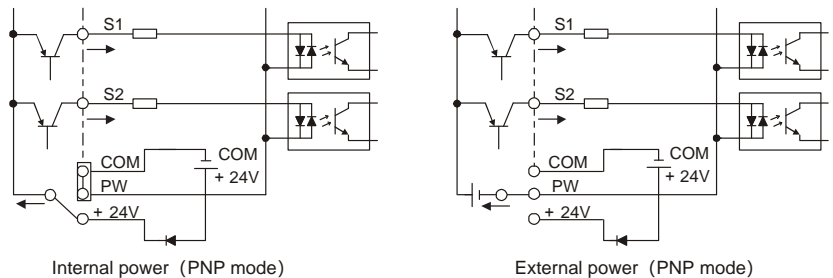 S1
S2
COM
COM
+ 24V
PW
+ 24V
Internal power (PNP mode)
S1
S2
COM
COM
+ 24V
PW
+ 24V
External power (PNP mode)